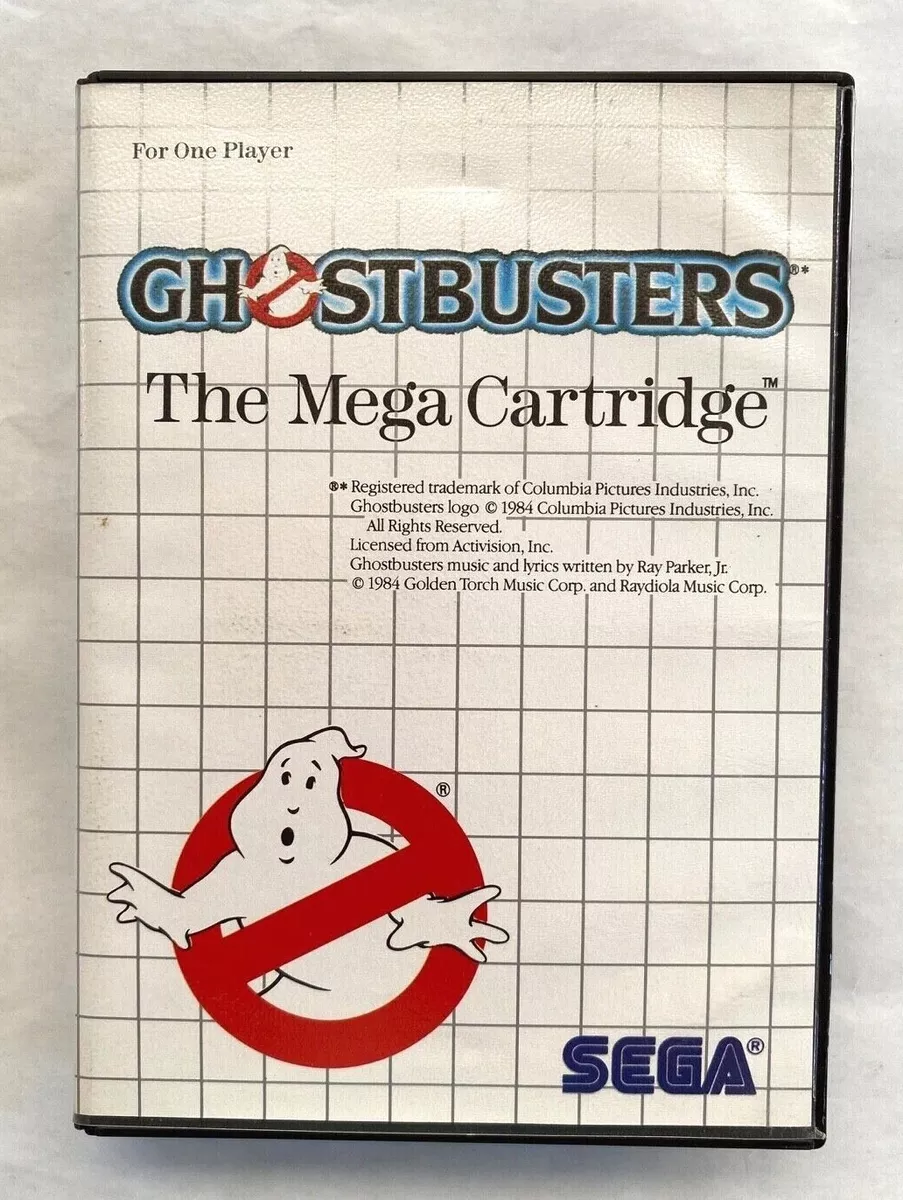 For One Player
GHOSTBUSTERS®*
The Mega Cartridge™
®* Registered trademark of Columbia Pictures Industries, Inc.
Ghostbusters logo © 1984 Columbia Pictures Industries, Inc.
All Rights Reserved.
Licensed from Activision, Inc.
Ghostbusters music and lyrics written by Ray Parker, Jr.
© 1984 Golden Torch Music Corp. and Raydiola Music Corp.
®
SEGA®